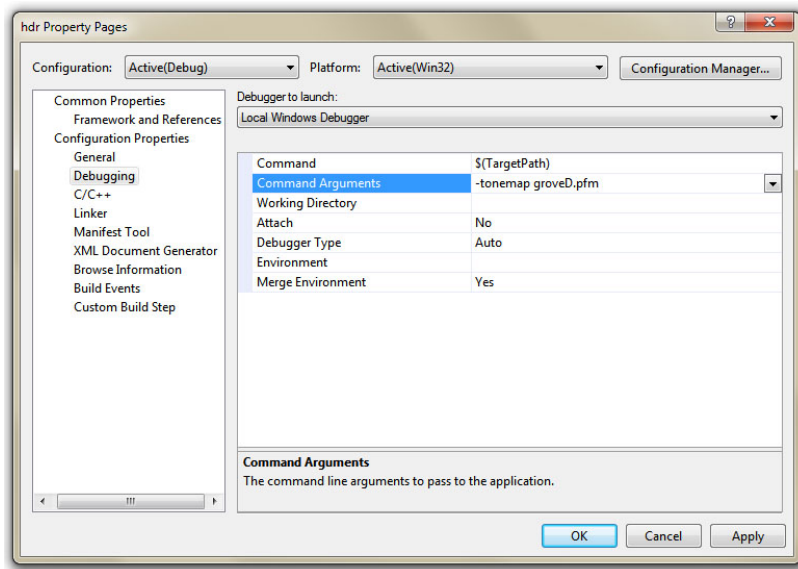 hdr Property Pages
Configuration: Active(Debug) Platform: Active(Win32) Configuration Manager...
Common Properties
Framework and References
Configuration Properties
General
Debugging
C/C++
Linker
Manifest Tool
XML Document Generator
Browse Information
Build Events
Custom Build Step
Debugger to launch:
Local Windows Debugger
Command $(TargetPath)
Command Arguments -tonemap groveD.pfm
Working Directory
Attach No
Debugger Type Auto
Environment
Merge Environment Yes
Command Arguments
The command line arguments to pass to the application.
OK Cancel Apply